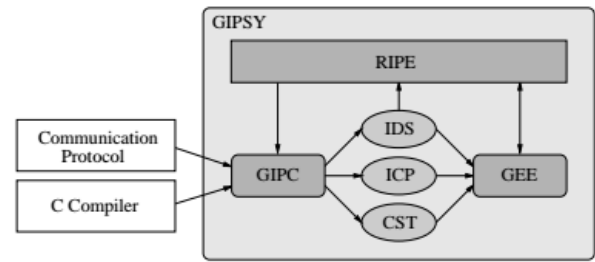 GIPSY
RIPE
IDS
Communication
Protocol
GIPC
ICP
GEE
C Compiler
CST